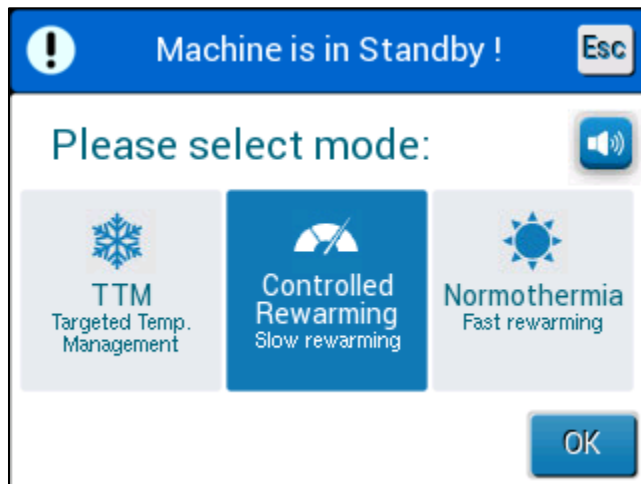 Machine is in Standby !
Esc
Please select mode:
TTM
Targeted Temp.
Management
Controlled
Rewarming
Slow rewarming
Normothermia
Fast rewarming
OK